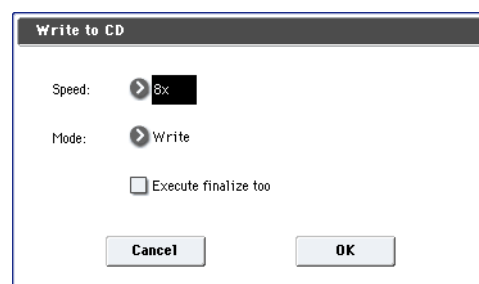 Write to CD
Speed: 8x
Mode: Write
Execute finalize too
Cancel OK